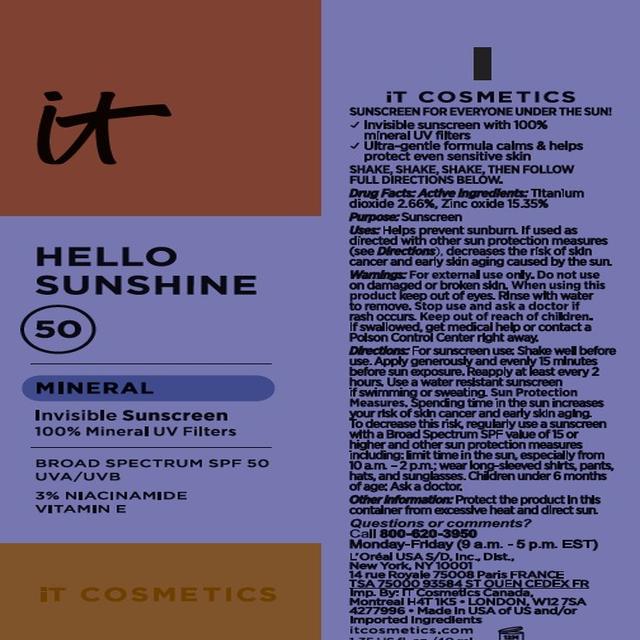 it
HELLO
SUNSHINE
50
MINERAL
Invisible Sunscreen
100% Mineral UV Filters
BROAD SPECTRUM SPF 50
UVA/UVB
3% NIACINAMIDE
VITAMIN E
iT COSMETICS
iT COSMETICS
SUNSCREEN FOR EVERYONE UNDER THE SUN!
✓ Invisible sunscreen with 100%
mineral UV filters
✓ Ultra-gentle formula calms & helps
protect even sensitive skin
SHAKE, SHAKE, SHAKE, THEN FOLLOW
FULL DIRECTIONS BELOW.
Drug Facts: Active Ingredients: Titanium
dioxide 2.66%, Zinc oxide 15.35%
Purpose: Sunscreen
Uses: Helps prevent sunburn. If used as
directed with other sun protection measures
(see Directions), decreases the risk of skin
cancer and early skin aging caused by the sun.
Warnings: For external use only. Do not use
on damaged or broken skin. When using this
product keep out of eyes. Rinse with water
to remove. Stop use and ask a doctor if
rash occurs. Keep out of reach of children.
If swallowed, get medical help or contact a
Poison Control Center right away.
Directions: For sunscreen use: Shake well before
use. Apply generously and evenly 15 minutes
before sun exposure. Reapply at least every 2
hours. Use a water resistant sunscreen
if swimming or sweating. Sun Protection
Measures. Spending time in the sun increases
your risk of skin cancer and early skin aging.
To decrease this risk, regularly use a sunscreen
with a Broad Spectrum SPF value of 15 or
higher and other sun protection measures
including: limit time in the sun, especially from
10 a.m. – 2 p.m.; wear long-sleeved shirts, pants,
hats, and sunglasses. Children under 6 months
of age: Ask a doctor.
Other Information: Protect the product in this
container from excessive heat and direct sun.
Questions or comments?
Call 800-620-3950
Monday-Friday (9 a.m. - 5 p.m. EST)
L'Oréal USA S/D, Inc., Dist.,
New York, NY 10001
14 rue Royale 75008 Paris FRANCE
TSA 75000 93584 ST OUEN CEDEX FR
Imp. By: IT Cosmetics Canada,
Montreal H4T 1K5 • LONDON, W12 7SA
4277996 • Made in USA of US and/or
Imported Ingredients
itcosmetics.com